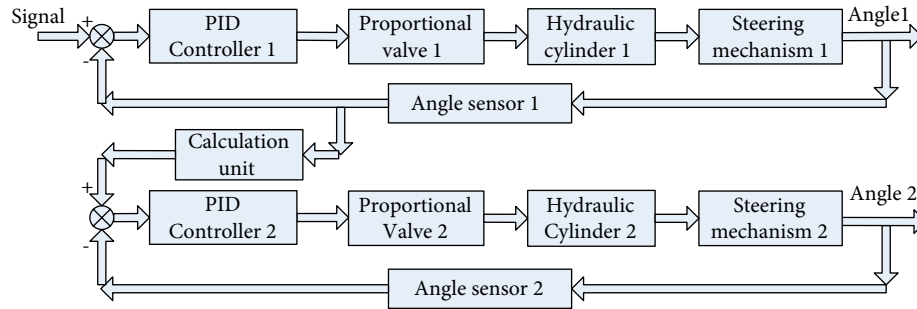 Signal
+
-
PID
Controller 1
Proportional
valve 1
Hydraulic
cylinder 1
Steering
mechanism 1
Angle1
Angle sensor 1
Calculation
unit
+
-
PID
Controller 2
Proportional
Valve 2
Hydraulic
Cylinder 2
Steering
mechanism 2
Angle 2
Angle sensor 2